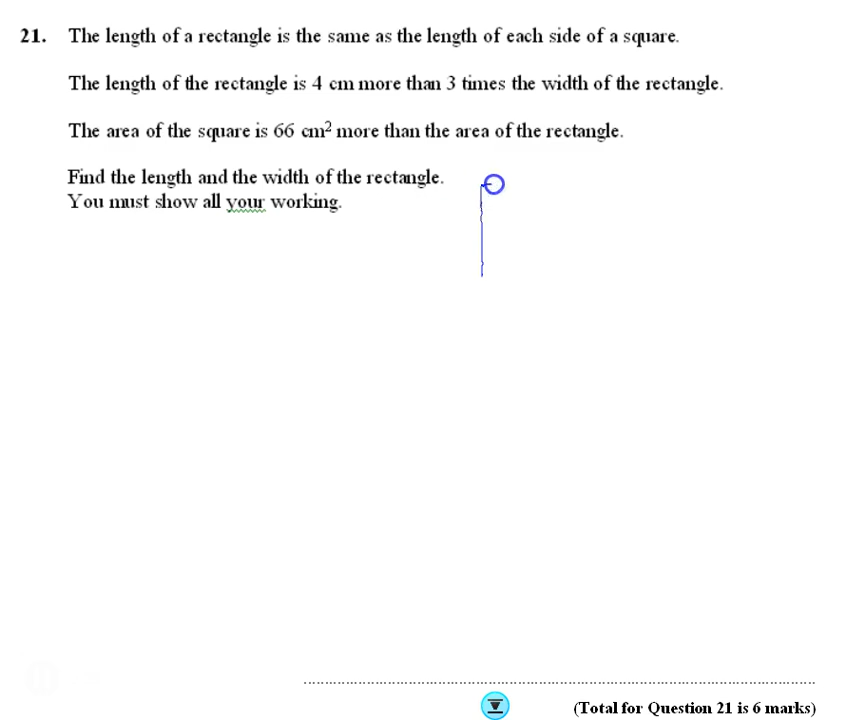 21. The length of a rectangle is the same as the length of each side of a square.
The length of the rectangle is 4 cm more than 3 times the width of the rectangle.
The area of the square is 66 cm² more than the area of the rectangle.
Find the length and the width of the rectangle.
You must show all your working.
(Total for Question 21 is 6 marks)